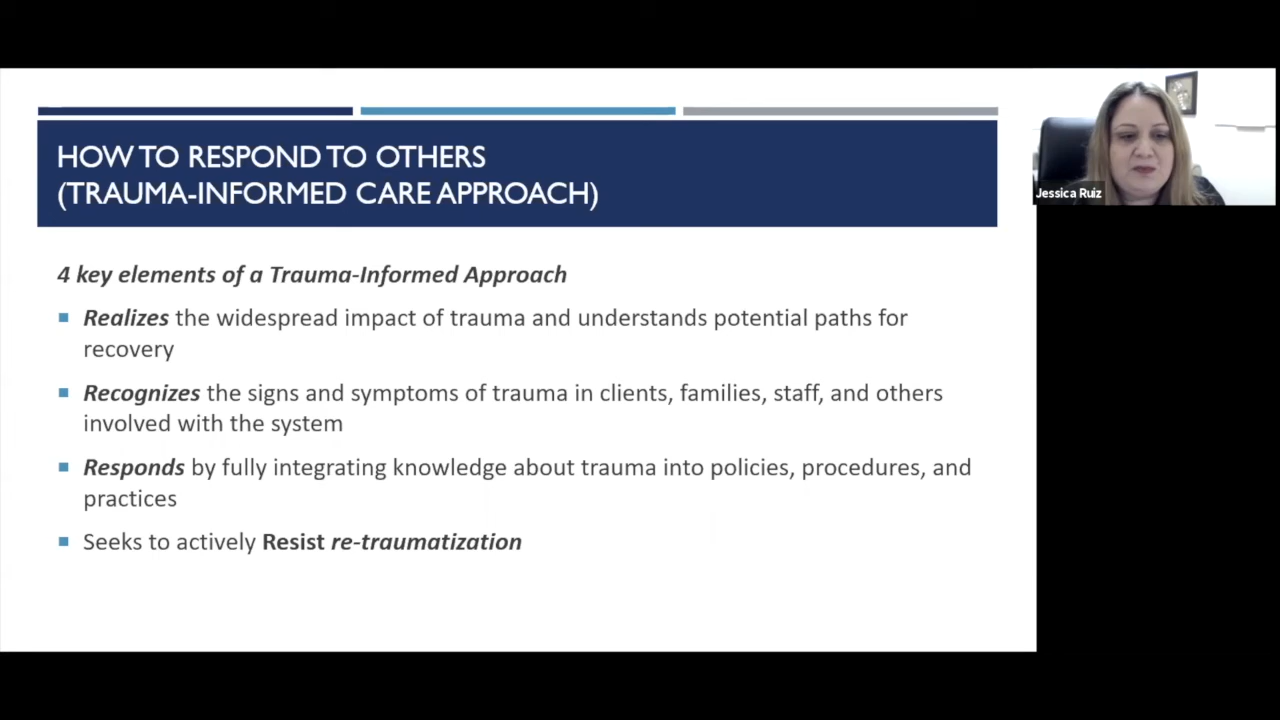 HOW TO RESPOND TO OTHERS
(TRAUMA-INFORMED CARE APPROACH)
4 key elements of a Trauma-Informed Approach
Realizes the widespread impact of trauma and understands potential paths for
recovery
Recognizes the signs and symptoms of trauma in clients, families, staff, and others
involved with the system
Responds by fully integrating knowledge about trauma into policies, procedures, and
practices
Seeks to actively Resist re-traumatization
Jessica Ruiz